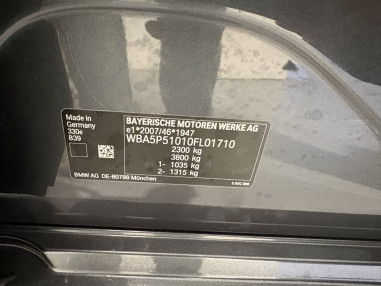 Made in
Germany
330e
B39
BAYERISCHE MOTOREN WERKE AG
e1*2007/46*1947
WBA5P51010FL01710
2300 kg
3800 kg
1- 1035 kg
2- 1315 kg
BMW AG DE-80788 München